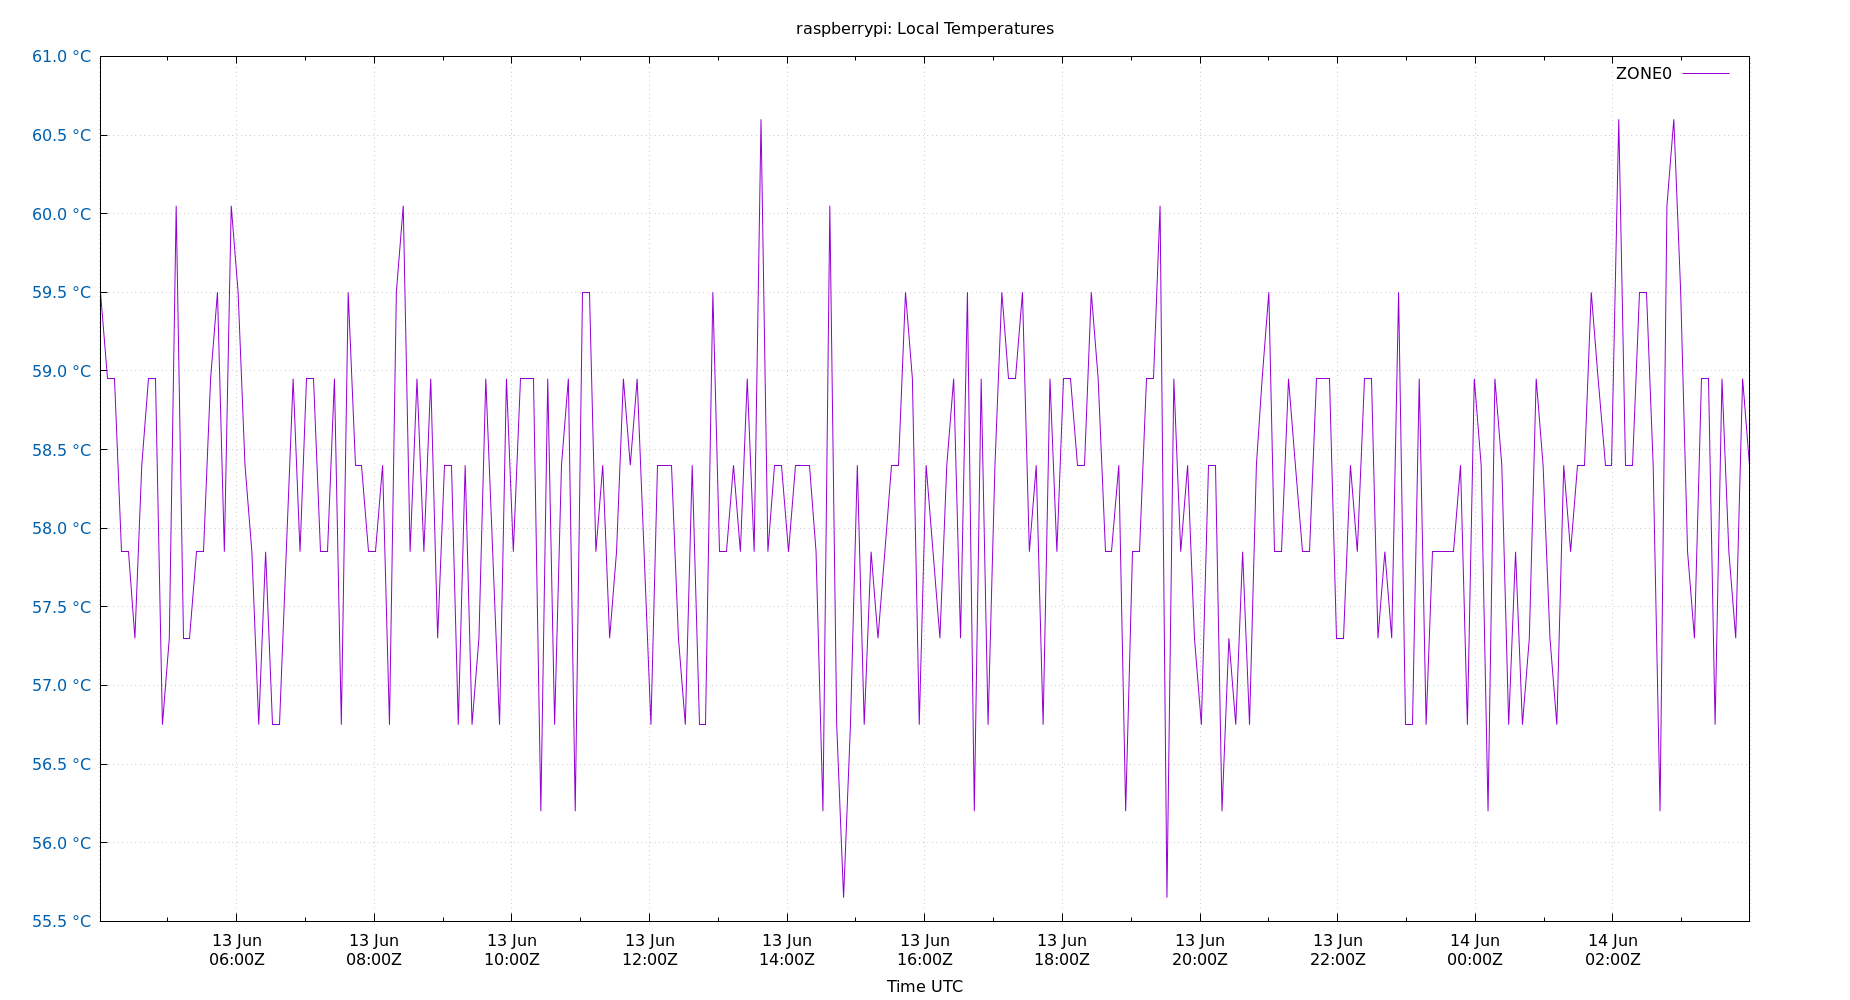 raspberrypi: Local Temperatures
61.0 °C
ZONE0
60.5 °C
60.0 °C
59.5 °C
59.0 °C
58.5 °C
58.0 °C
57.5 °C
57.0 °C
56.5 °C
56.0 °C
55.5 °C
13 Jun 13 Jun 13 Jun 13 Jun 13 Jun 13 Jun 13 Jun 13 Jun 13 Jun 14 Jun 14 Jun
06:00Z 08:00Z 10:00Z 12:00Z 14:00Z 16:00Z 18:00Z 20:00Z 22:00Z 00:00Z 02:00Z
Time UTC